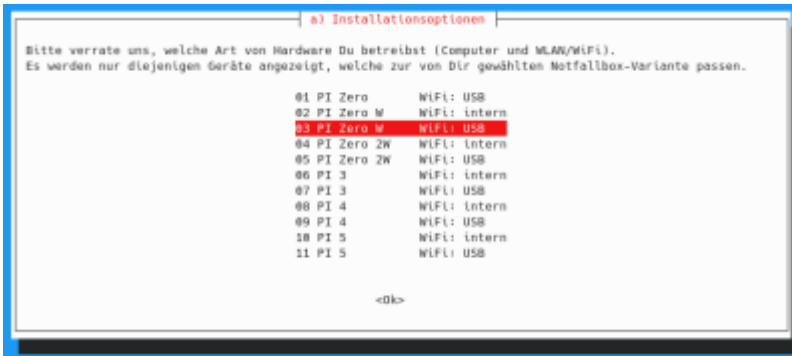 a) Installationsoptionen
Bitte verrate uns, welche Art von Hardware Du betreibst (Computer und WLAN/WiFi).
Es werden nur diejenigen Geräte angezeigt, welche zur von Dir gewählten Notfallbox-Variante passen.
01 PI Zero WiFi: USB
02 PI Zero W WiFi: intern
03 PI Zero W WiFi: USB
04 PI Zero 2W WiFi: intern
05 PI Zero 2W WiFi: USB
06 PI 3 WiFi: intern
07 PI 3 WiFi: USB
08 PI 4 WiFi: intern
09 PI 4 WiFi: USB
10 PI 5 WiFi: intern
11 PI 5 WiFi: USB
<Ok>